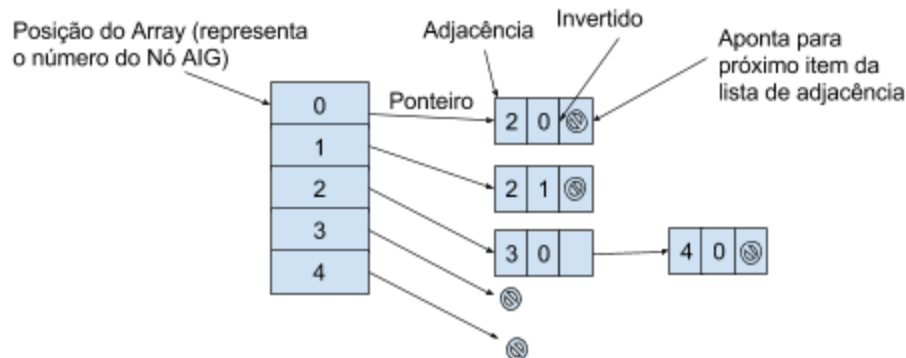 Posição do Array (representa
o número do Nó AIG)
Adjacência
Invertido
Aponta para
próximo item da
lista de adjacência
Ponteiro
0
1
2
3
4
2 0
2 1
3 0
4 0